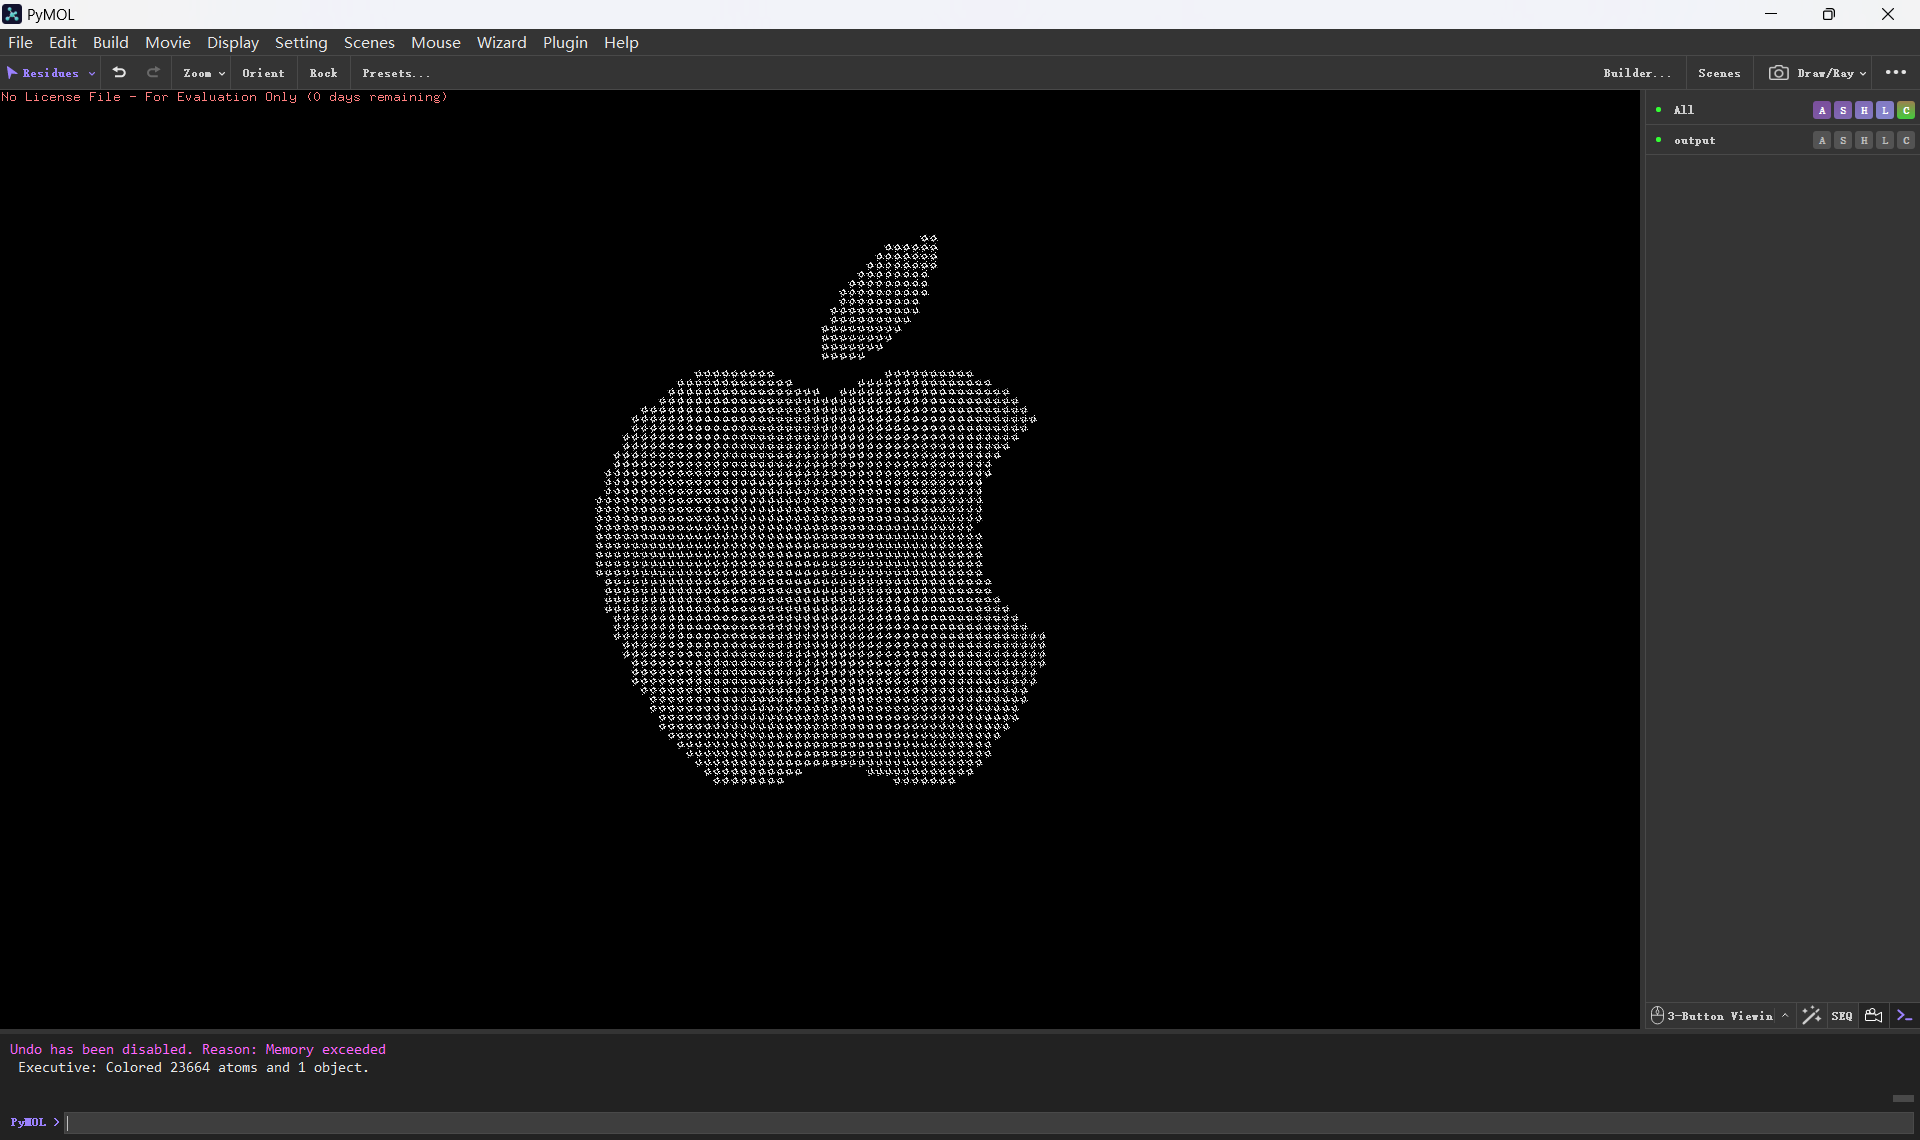 PyMOL
File Edit Build Movie Display Setting Scenes Mouse Wizard Plugin Help
Residues Zoom Orient Rock Presets... Builder... Scenes Draw/Ray
No License File - For Evaluation Only (0 days remaining)
All A S H L C
output A S H L C
3-Button Viewin SEQ
Undo has been disabled. Reason: Memory exceeded
Executive: Colored 23664 atoms and 1 object.
PyMOL >